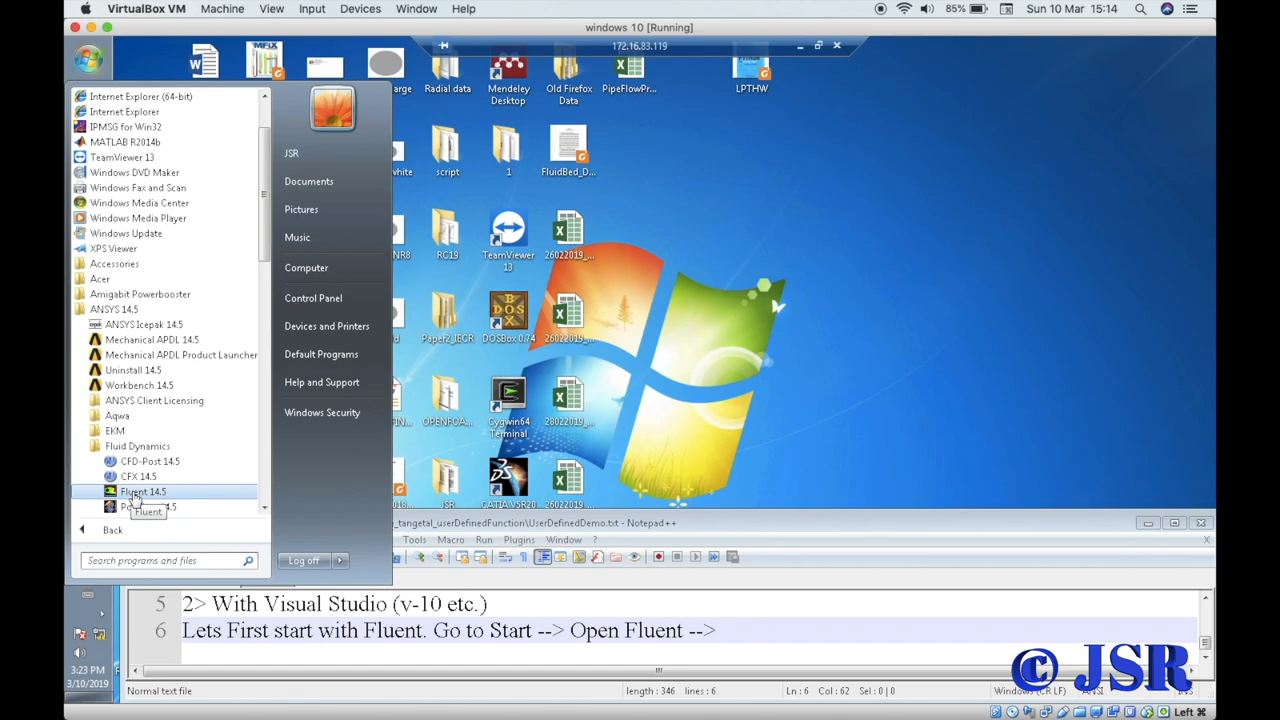 VirtualBox VM Machine View Input Devices Window Help 85% Sun 10 Mar 15:14
windows 10 [Running]
172.16.83.119
LPTHW
Radial data
Mendeley Desktop
Old Firefox Data
PipeFlowPr...
script
1
FluidBed_D...
RC19
TeamViewer 13
26022019_...
Paper2_IECR
DOSBox 0.74
26022019_...
OPENFOA...
Cygwin64 Terminal
28022019_...
JSR
CATIA V5R20
Internet Explorer (64-bit)
Internet Explorer
IPMSG for Win32
MATLAB R2014b
TeamViewer 13
Windows DVD Maker
Windows Fax and Scan
Windows Media Center
Windows Media Player
Windows Update
XPS Viewer
Accessories
Acer
Amigabit Powerbooster
ANSYS 14.5
ANSYS Icepak 14.5
Mechanical APDL 14.5
Mechanical APDL Product Launcher
Uninstall 14.5
Workbench 14.5
ANSYS Client Licensing
Aqwa
EKM
Fluid Dynamics
CFD-Post 14.5
CFX 14.5
Fluent 14.5
Fluent
Back
Search programs and files
JSR
Documents
Pictures
Music
Computer
Control Panel
Devices and Printers
Default Programs
Help and Support
Windows Security
Log off
_tangetal_userDefinedFunction\UserDefinedDemo.txt - Notepad++
Tools Macro Run Plugins Window ? X
5 2> With Visual Studio (v-10 etc.)
6 Lets First start with Fluent. Go to Start --> Open Fluent -->
3:23 PM
3/10/2019
Normal text file length : 346 lines : 6 Ln : 6 Col : 62 Sel : 0 | 0
© JSR
Left ⌘